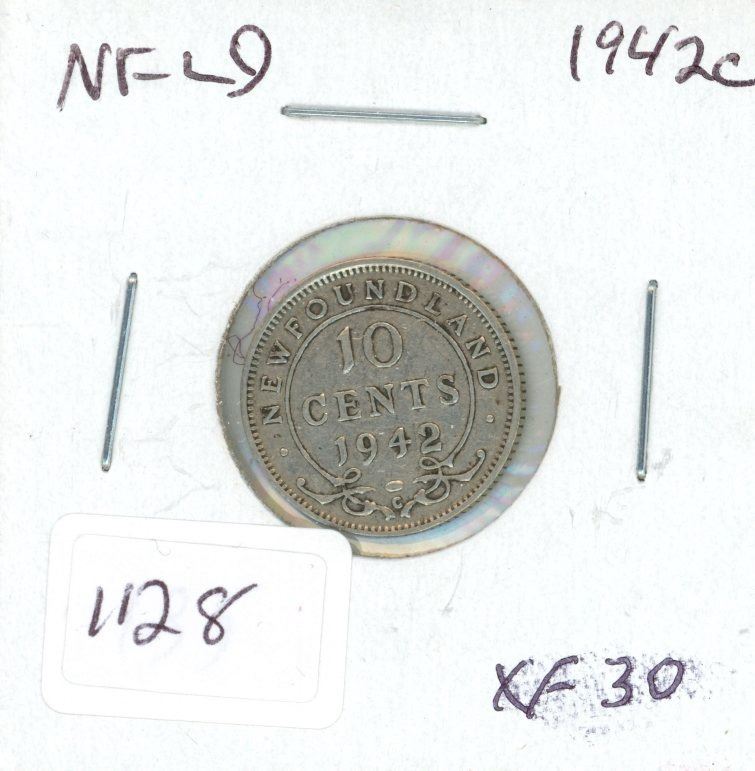 NFLD 1942C
NEWFOUNDLAND
10
CENTS
1942
C
1128
XF 30